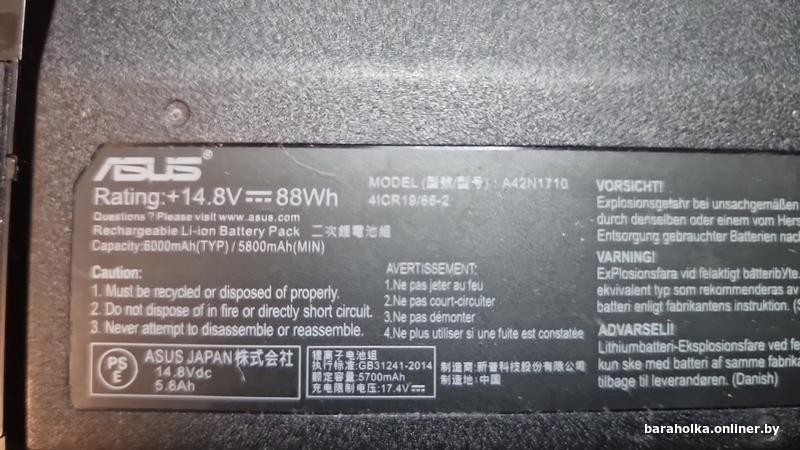 ASUS®
Rating:+14.8V⎓88Wh
Questions ? Please visit www.asus.com
Rechargeable Li-ion Battery Pack 二次鋰電池組
Capacity:6000mAh(TYP) / 5800mAh(MIN)
MODEL (型號/型号) : A42N1710
4ICR19/66-2
Caution:
1. Must be recycled or disposed of properly.
2. Do not dispose of in fire or directly short circuit.
3. Never attempt to disassemble or reassemble.
AVERTISSEMENT:
1.Ne pas jeter au feu
2.Ne pas court-circuiter
3.Ne pas démonter
4.Ne plus utiliser si une fuite est constatée
PSE
ASUS JAPAN株式会社
14.8Vdc
5.8Ah
锂离子电池组
执行标准:GB31241-2014
额定容量:5700mAh
充电限制电压:17.4V⎓
制造商:新普科技股份有限公司
制造地:中国
VORSICHT!
Explosionsgefahr bei unsachgemäßen
durch denselben oder einem vom Hers
Entsorgung gebrauchter Batterien nach
VARNING!
ExPlosionsfara vid felaktigt batteribYte.
ekvivalent typ som rekommenderas av
batteri enligt fabrikantens instruktion. (S
ADVARSELI!
Lithiumbatteri-Eksplosionsfare ved fe
kun ske med batteri af samme fabrika
tilbage til leverandøren. (Danish)
baraholka.onliner.by